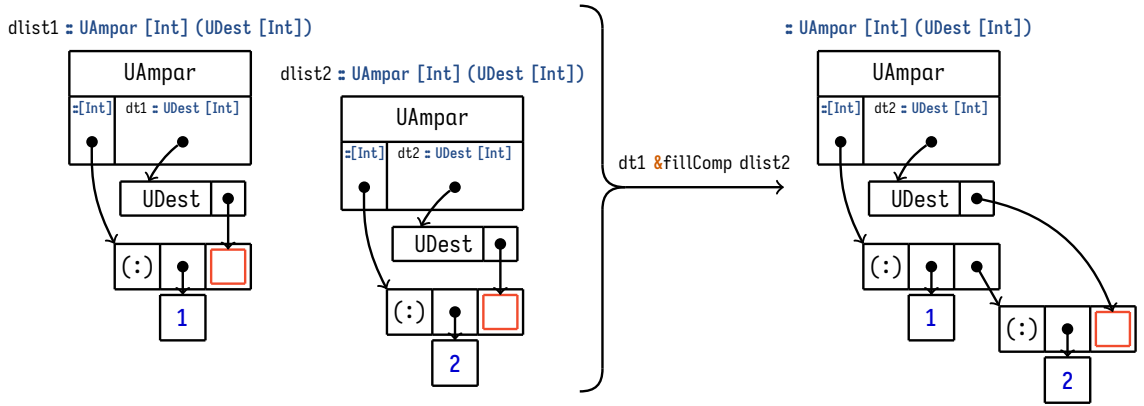 dlist1 :: UAmpar [Int] (UDest [Int])
UAmpar
::[Int] dt1 :: UDest [Int]
UDest
(:)
1
dlist2 :: UAmpar [Int] (UDest [Int])
UAmpar
::[Int] dt2 :: UDest [Int]
UDest
(:)
2
dt1 &fillComp dlist2
:: UAmpar [Int] (UDest [Int])
UAmpar
::[Int] dt2 :: UDest [Int]
UDest
(:)
1
(:)
2